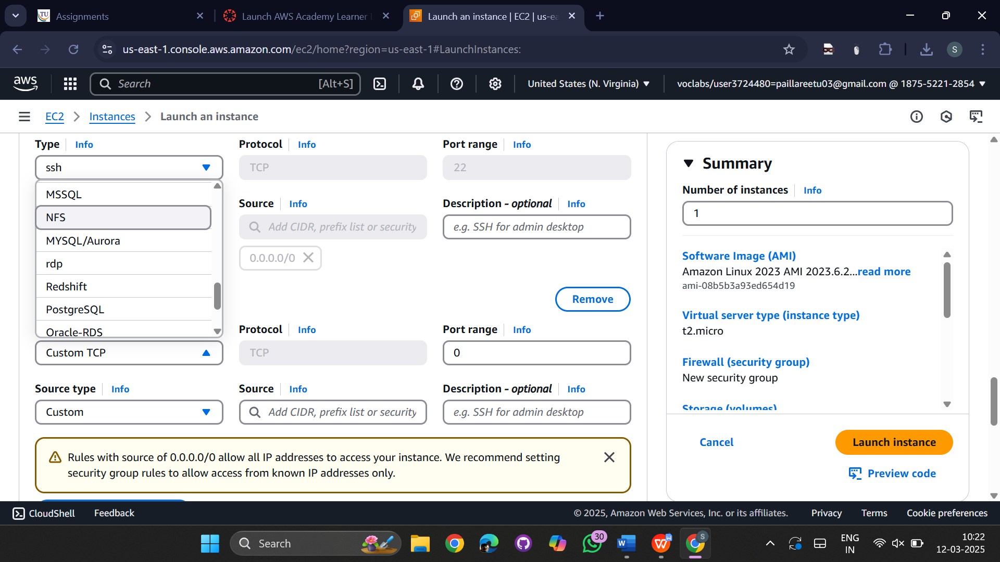 Assignments
Launch AWS Academy Learner
Launch an instance | EC2 | us-ea
us-east-1.console.aws.amazon.com/ec2/home?region=us-east-1#LaunchInstances:
S
aws
Search
[Alt+S]
United States (N. Virginia)
voclabs/user3724480=paillareetu03@gmail.com @ 1875-5221-2854
EC2
Instances
Launch an instance
Type
Info
Protocol
Info
Port range
Info
ssh
TCP
22
MSSQL
NFS
MYSQL/Aurora
rdp
Redshift
PostgreSQL
Oracle-RDS
Source
Info
Description - optional
Info
Add CIDR, prefix list or security
e.g. SSH for admin desktop
0.0.0.0/0
Remove
Protocol
Info
Port range
Info
Custom TCP
TCP
0
Source type
Info
Source
Info
Description - optional
Info
Custom
Add CIDR, prefix list or security
e.g. SSH for admin desktop
Rules with source of 0.0.0.0/0 allow all IP addresses to access your instance. We recommend setting
security group rules to allow access from known IP addresses only.
Summary
Number of instances
Info
1
Software Image (AMI)
Amazon Linux 2023 AMI 2023.6.2...read more
ami-08b5b3a93ed654d19
Virtual server type (instance type)
t2.micro
Firewall (security group)
New security group
Storage (volumes)
Cancel
Launch instance
Preview code
CloudShell
Feedback
© 2025, Amazon Web Services, Inc. or its affiliates.
Privacy
Terms
Cookie preferences
Search
30
ENG
IN
10:22
12-03-2025